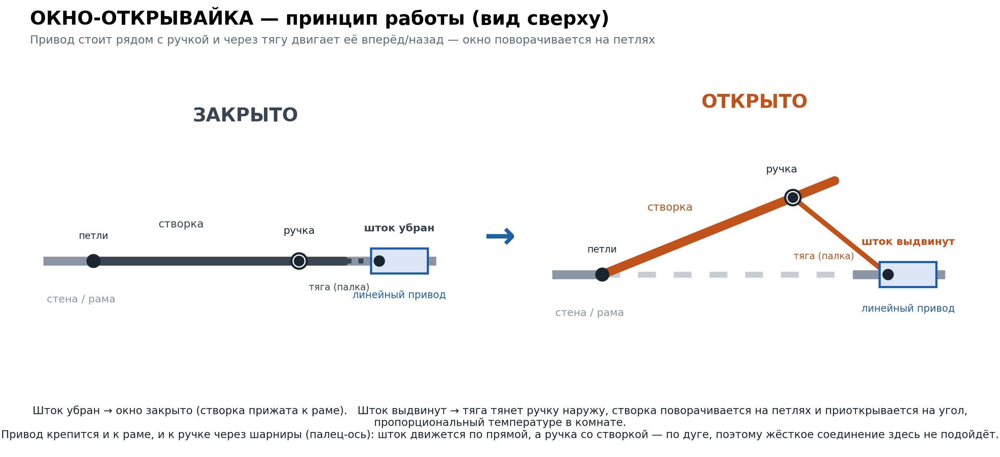 ОКНО-ОТКРЫВАЙКА — принцип работы (вид сверху)
Привод стоит рядом с ручкой и через тягу двигает её вперёд/назад — окно поворачивается на петлях
ЗАКРЫТО
створка
петли
ручка
шток убран
тяга (палка)
линейный привод
стена / рама
→
ОТКРЫТО
ручка
створка
петли
шток выдвинут
тяга (палка)
линейный привод
стена / рама
Шток убран → окно закрыто (створка прижата к раме). Шток выдвинут → тяга тянет ручку наружу, створка поворачивается на петлях и приоткрывается на угол,
пропорциональный температуре в комнате.
Привод крепится и к раме, и к ручке через шарниры (палец-ось): шток движется по прямой, а ручка со створкой — по дуге, поэтому жёсткое соединение здесь не подойдёт.